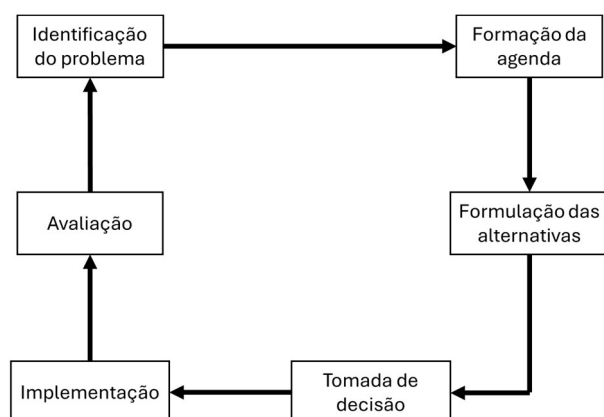 Identificação
do problema
Formação da
agenda
Formulação das
alternativas
Tomada de
decisão
Implementação
Avaliação